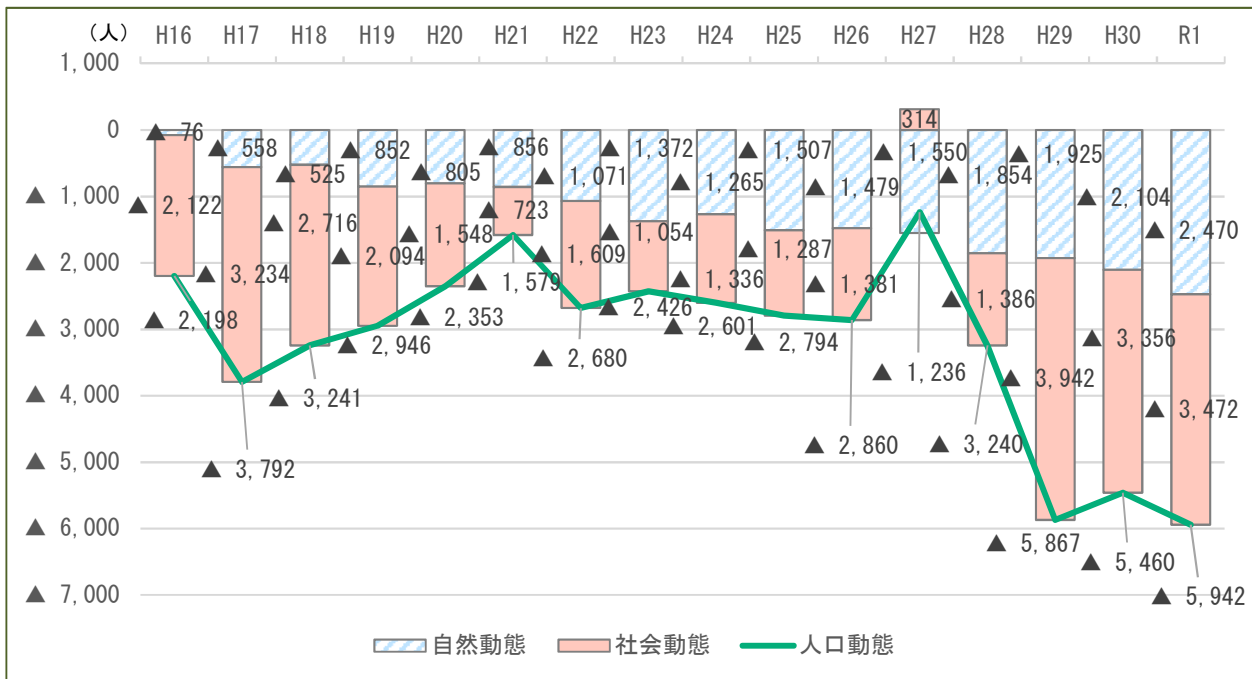 （人） H16 H17 H18 H19 H20 H21 H22 H23 H24 H25 H26 H27 H28 H29 H30 R1
1,000
0
▲ 1,000
▲ 2,000
▲ 3,000
▲ 4,000
▲ 5,000
▲ 6,000
▲ 7,000
▲ 76 ▲ 558 ▲ 525 ▲ 852 ▲ 805 ▲ 856 ▲ 1,071 ▲ 1,372 ▲ 1,265 ▲ 1,507 ▲ 1,479 ▲ 1,550 ▲ 1,854 ▲ 1,925 ▲ 2,104 ▲ 2,470
▲ 2,122 ▲ 3,234 ▲ 2,716 ▲ 2,094 ▲ 1,548 ▲ 723 ▲ 1,609 ▲ 1,054 ▲ 1,336 ▲ 1,287 ▲ 1,381 314 ▲ 1,386 ▲ 3,942 ▲ 3,356 ▲ 3,472
▲ 2,198 ▲ 3,792 ▲ 3,241 ▲ 2,946 ▲ 2,353 ▲ 1,579 ▲ 2,680 ▲ 2,426 ▲ 2,601 ▲ 2,794 ▲ 2,860 ▲ 1,236 ▲ 3,240 ▲ 5,867 ▲ 5,460 ▲ 5,942
自然動態 社会動態 人口動態